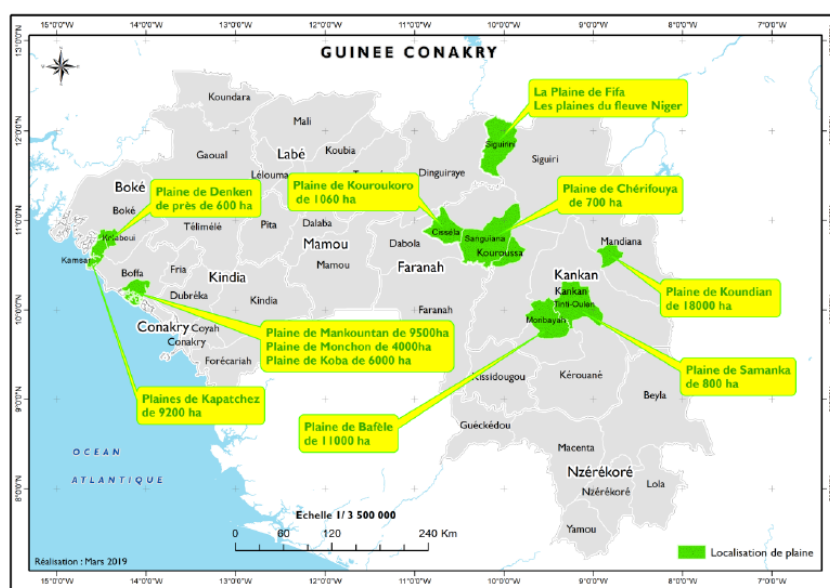 GUINEE CONAKRY
15°0'0"O
14°0'0"O
13°0'0"O
12°0'0"O
11°0'0"O
10°0'0"O
9°0'0"O
8°0'0"O
7°0'0"O
13°0'0"N
12°0'0"N
11°0'0"N
10°0'0"N
9°0'0"N
8°0'0"N
La Plaine de Fifa
Les plaines du fleuve Niger
Koundara
Mali
Gaoual
Labé
Koubia
Lélouma
Dinguiraye
Siguirin
Siguiri
Boké
Boké
Plaine de Denken
de près de 600 ha
Plaine de Kouroukoro
de 1060 ha
Plaine de Chérifouya
de 700 ha
Kamsar
Télimélé
Pita
Dalaba
Mamou
Mamou
Dabola
Cisséla
Sanguiana
Kouroussa
Faranah
Faranah
Mandiana
Kankan
Kankan
Tinti-Oulen
Moribayah
Boffa
Fria
Kindia
Kindia
Dubréka
Conakry
Conakry
Coyah
Forécariah
Plaine de Koundian
de 18000 ha
Plaine de Mankountan de 9500ha
Plaine de Monchon de 4000ha
Plaine de Koba de 6000 ha
Plaine de Samanka
de 800 ha
Plaines de Kapatchez
de 9200 ha
Plaine de Bafèle
de 11000 ha
Kissidougou
Kérouané
Beyla
Guéckédou
Macenta
Nzérékoré
Nzérékoré
Lola
Yamou
OCEAN
ATLANTIQUE
Echelle 1/ 3 500 000
0 60 120 240 Km
Réalisation : Mars 2019
Localisation de plaine